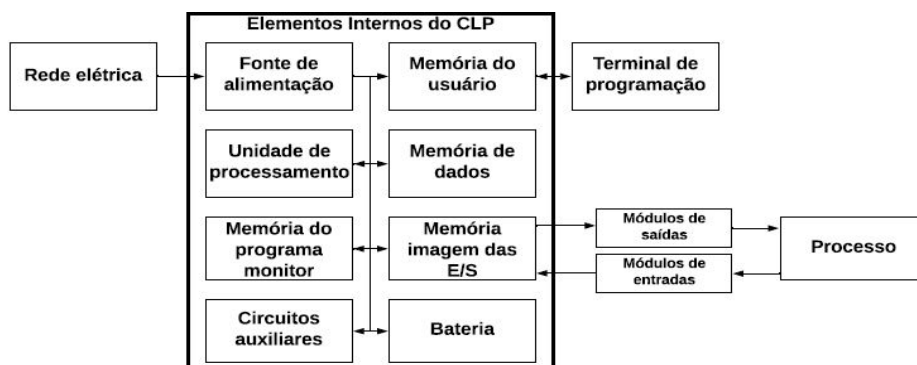 Elementos Internos do CLP
Rede elétrica
Fonte de
alimentação
Memória do
usuário
Terminal de
programação
Unidade de
processamento
Memória de
dados
Memória do
programa
monitor
Memória
imagem das
E/S
Módulos de
saídas
Módulos de
entradas
Processo
Circuitos
auxiliares
Bateria